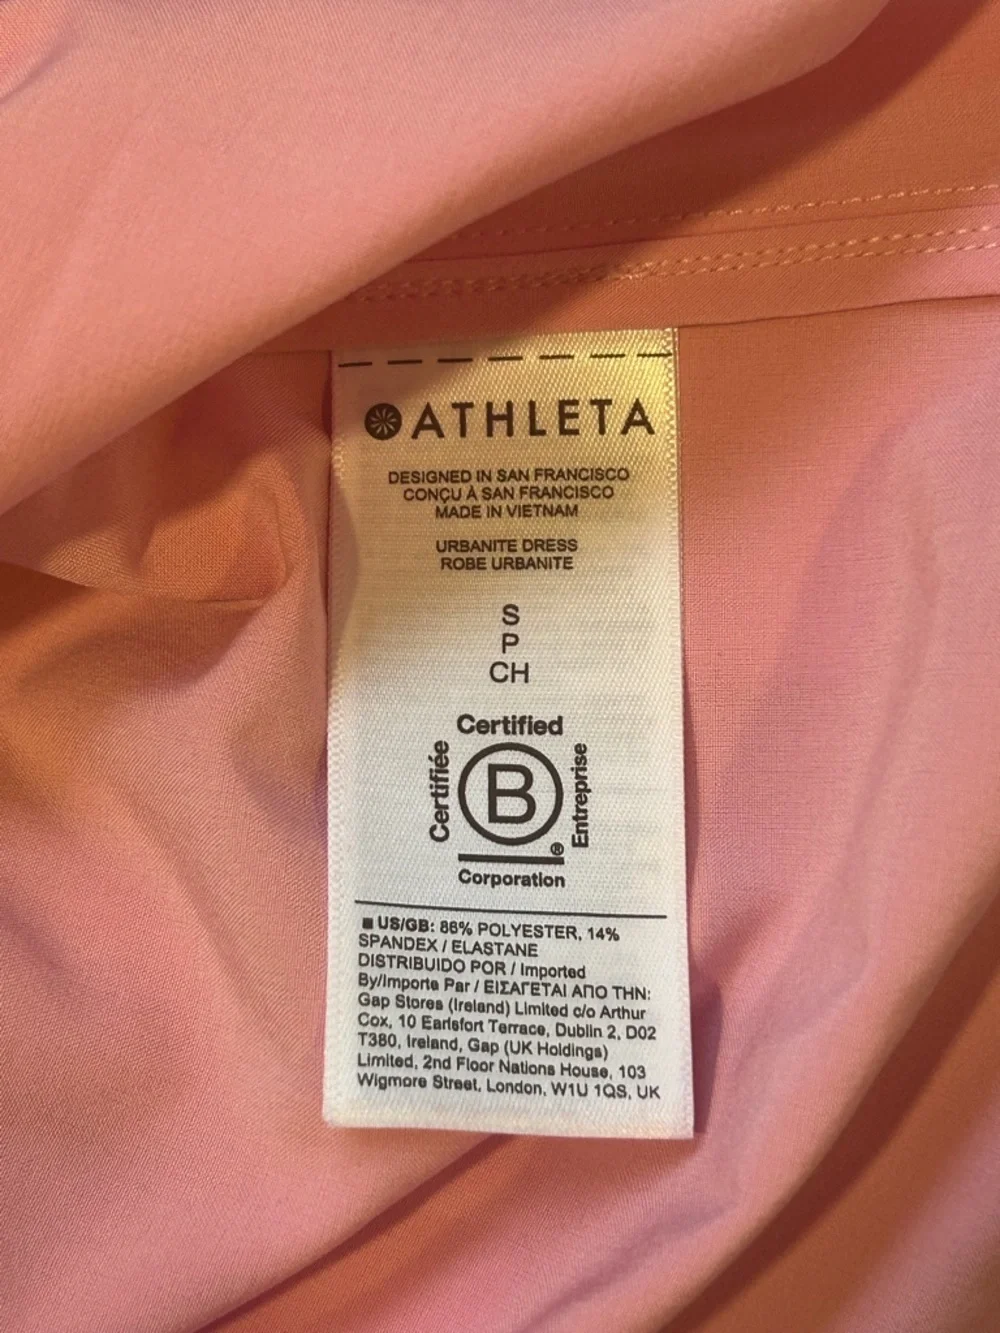 ATHLETA
DESIGNED IN SAN FRANCISCO
CONÇU À SAN FRANCISCO
MADE IN VIETNAM
URBANITE DRESS
ROBE URBANITE
S
P
CH
Certified
Certifiée
B
Entreprise
®
Corporation
■ US/GB: 86% POLYESTER, 14%
SPANDEX / ELASTANE
DISTRIBUIDO POR / Imported
By/Importe Par / ΕΙΣΑΓΕΤΑΙ ΑΠΟ ΤΗΝ:
Gap Stores (Ireland) Limited c/o Arthur
Cox, 10 Earlsfort Terrace, Dublin 2, D02
T380, Ireland, Gap (UK Holdings)
Limited, 2nd Floor Nations House, 103
Wigmore Street, London, W1U 1QS, UK